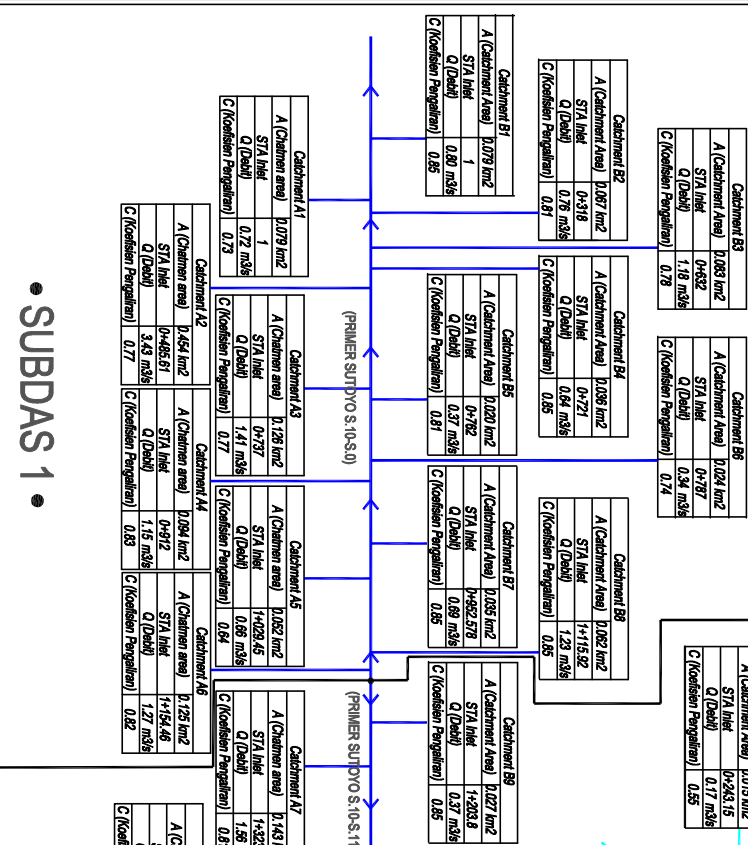 Catchment B3
A (Catchment Area) 0.083 km2
STA Inlet 0+632
Q (Debit) 1.18 m3/s
C (Koefisien Pengaliran) 0.78
Catchment B6
A (Catchment Area) 0.024 km2
STA Inlet 0+787
Q (Debit) 0.34 m3/s
C (Koefisien Pengaliran) 0.74
STA Inlet 0+243.15
Q (Debit) 0.17 m3/s
C (Koefisien Pengaliran) 0.55
Catchment B2
A (Catchment Area) 0.067 km2
STA Inlet 0+318
Q (Debit) 0.76 m3/s
C (Koefisien Pengaliran) 0.81
Catchment B4
A (Catchment Area) 0.036 km2
STA Inlet 0+721
Q (Debit) 0.64 m3/s
C (Koefisien Pengaliran) 0.85
Catchment B8
A (Catchment Area) 0.062 km2
STA Inlet 1+115.92
Q (Debit) 1.23 m3/s
C (Koefisien Pengaliran) 0.85
Catchment B1
A (Catchment Area) 0.079 km2
STA Inlet 1
Q (Debit) 0.80 m3/s
C (Koefisien Pengaliran) 0.85
Catchment B5
A (Catchment Area) 0.020 km2
STA Inlet 0+762
Q (Debit) 0.37 m3/s
C (Koefisien Pengaliran) 0.81
Catchment B7
A (Catchment Area) 0.035 km2
STA Inlet 0+952.578
Q (Debit) 0.69 m3/s
C (Koefisien Pengaliran) 0.85
Catchment B9
A (Catchment Area) 0.027 km2
STA Inlet 1+203.8
Q (Debit) 0.37 m3/s
C (Koefisien Pengaliran) 0.85
(PRIMER SUTOYO S.10-S.0)
(PRIMER SUTOYO S.10-S.11
Catchment A1
A (Chatmen area) 0.079 km2
STA Inlet 1
Q (Debit) 0.72 m3/s
C (Koefisien Pengaliran) 0.73
Catchment A3
A (Chatmen area) 0.126 km2
STA Inlet 0+737
Q (Debit) 1.41 m3/s
C (Koefisien Pengaliran) 0.77
Catchment A5
A (Chatmen area) 0.052 km2
STA Inlet 1+029.45
Q (Debit) 0.66 m3/s
C (Koefisien Pengaliran) 0.64
Catchment A7
A (Chatmen area) 0.143
STA Inlet
Q (Debit) 1.56
C (Koefisien Pengaliran)
Catchment A2
A (Chatmen area) 0.454 km2
STA Inlet 0+485.61
Q (Debit) 3.43 m3/s
C (Koefisien Pengaliran) 0.77
Catchment A4
A (Chatmen area) 0.094 km2
STA Inlet 0+912
Q (Debit) 1.15 m3/s
C (Koefisien Pengaliran) 0.83
Catchment A6
A (Chatmen area) 0.125 km2
STA Inlet 1+154.46
Q (Debit) 1.27 m3/s
C (Koefisien Pengaliran) 0.82
• SUBDAS 1 •